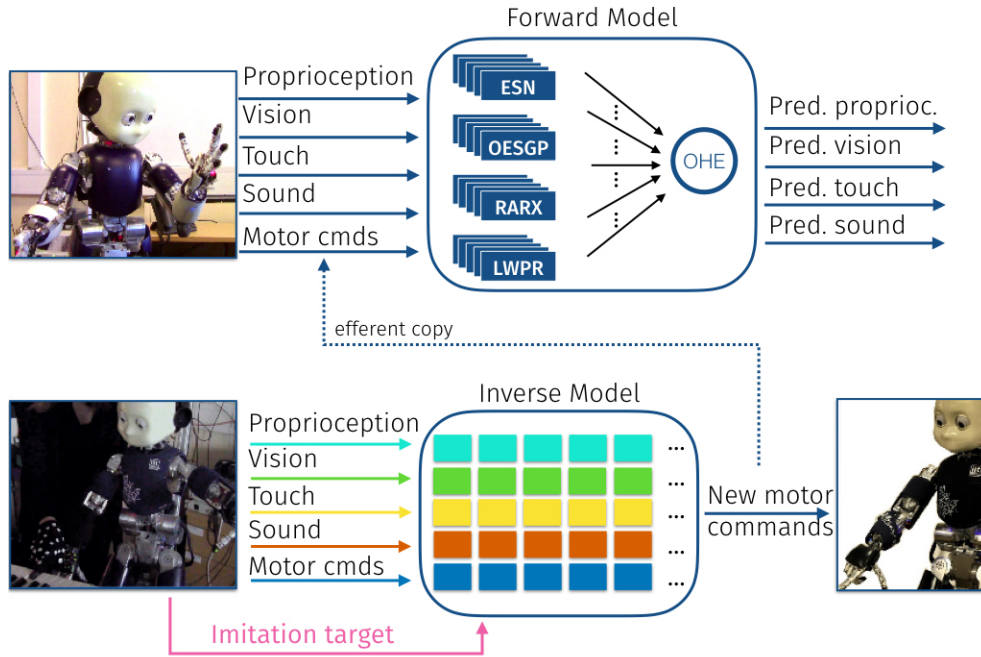 Forward Model
Proprioception
Vision
Touch
Sound
Motor cmds
ESN
OESGP
RARX
LWPR
OHE
Pred. proprioc.
Pred. vision
Pred. touch
Pred. sound
efferent copy
Inverse Model
Proprioception
Vision
Touch
Sound
Motor cmds
...
...
...
...
...
New motor
commands
Imitation target